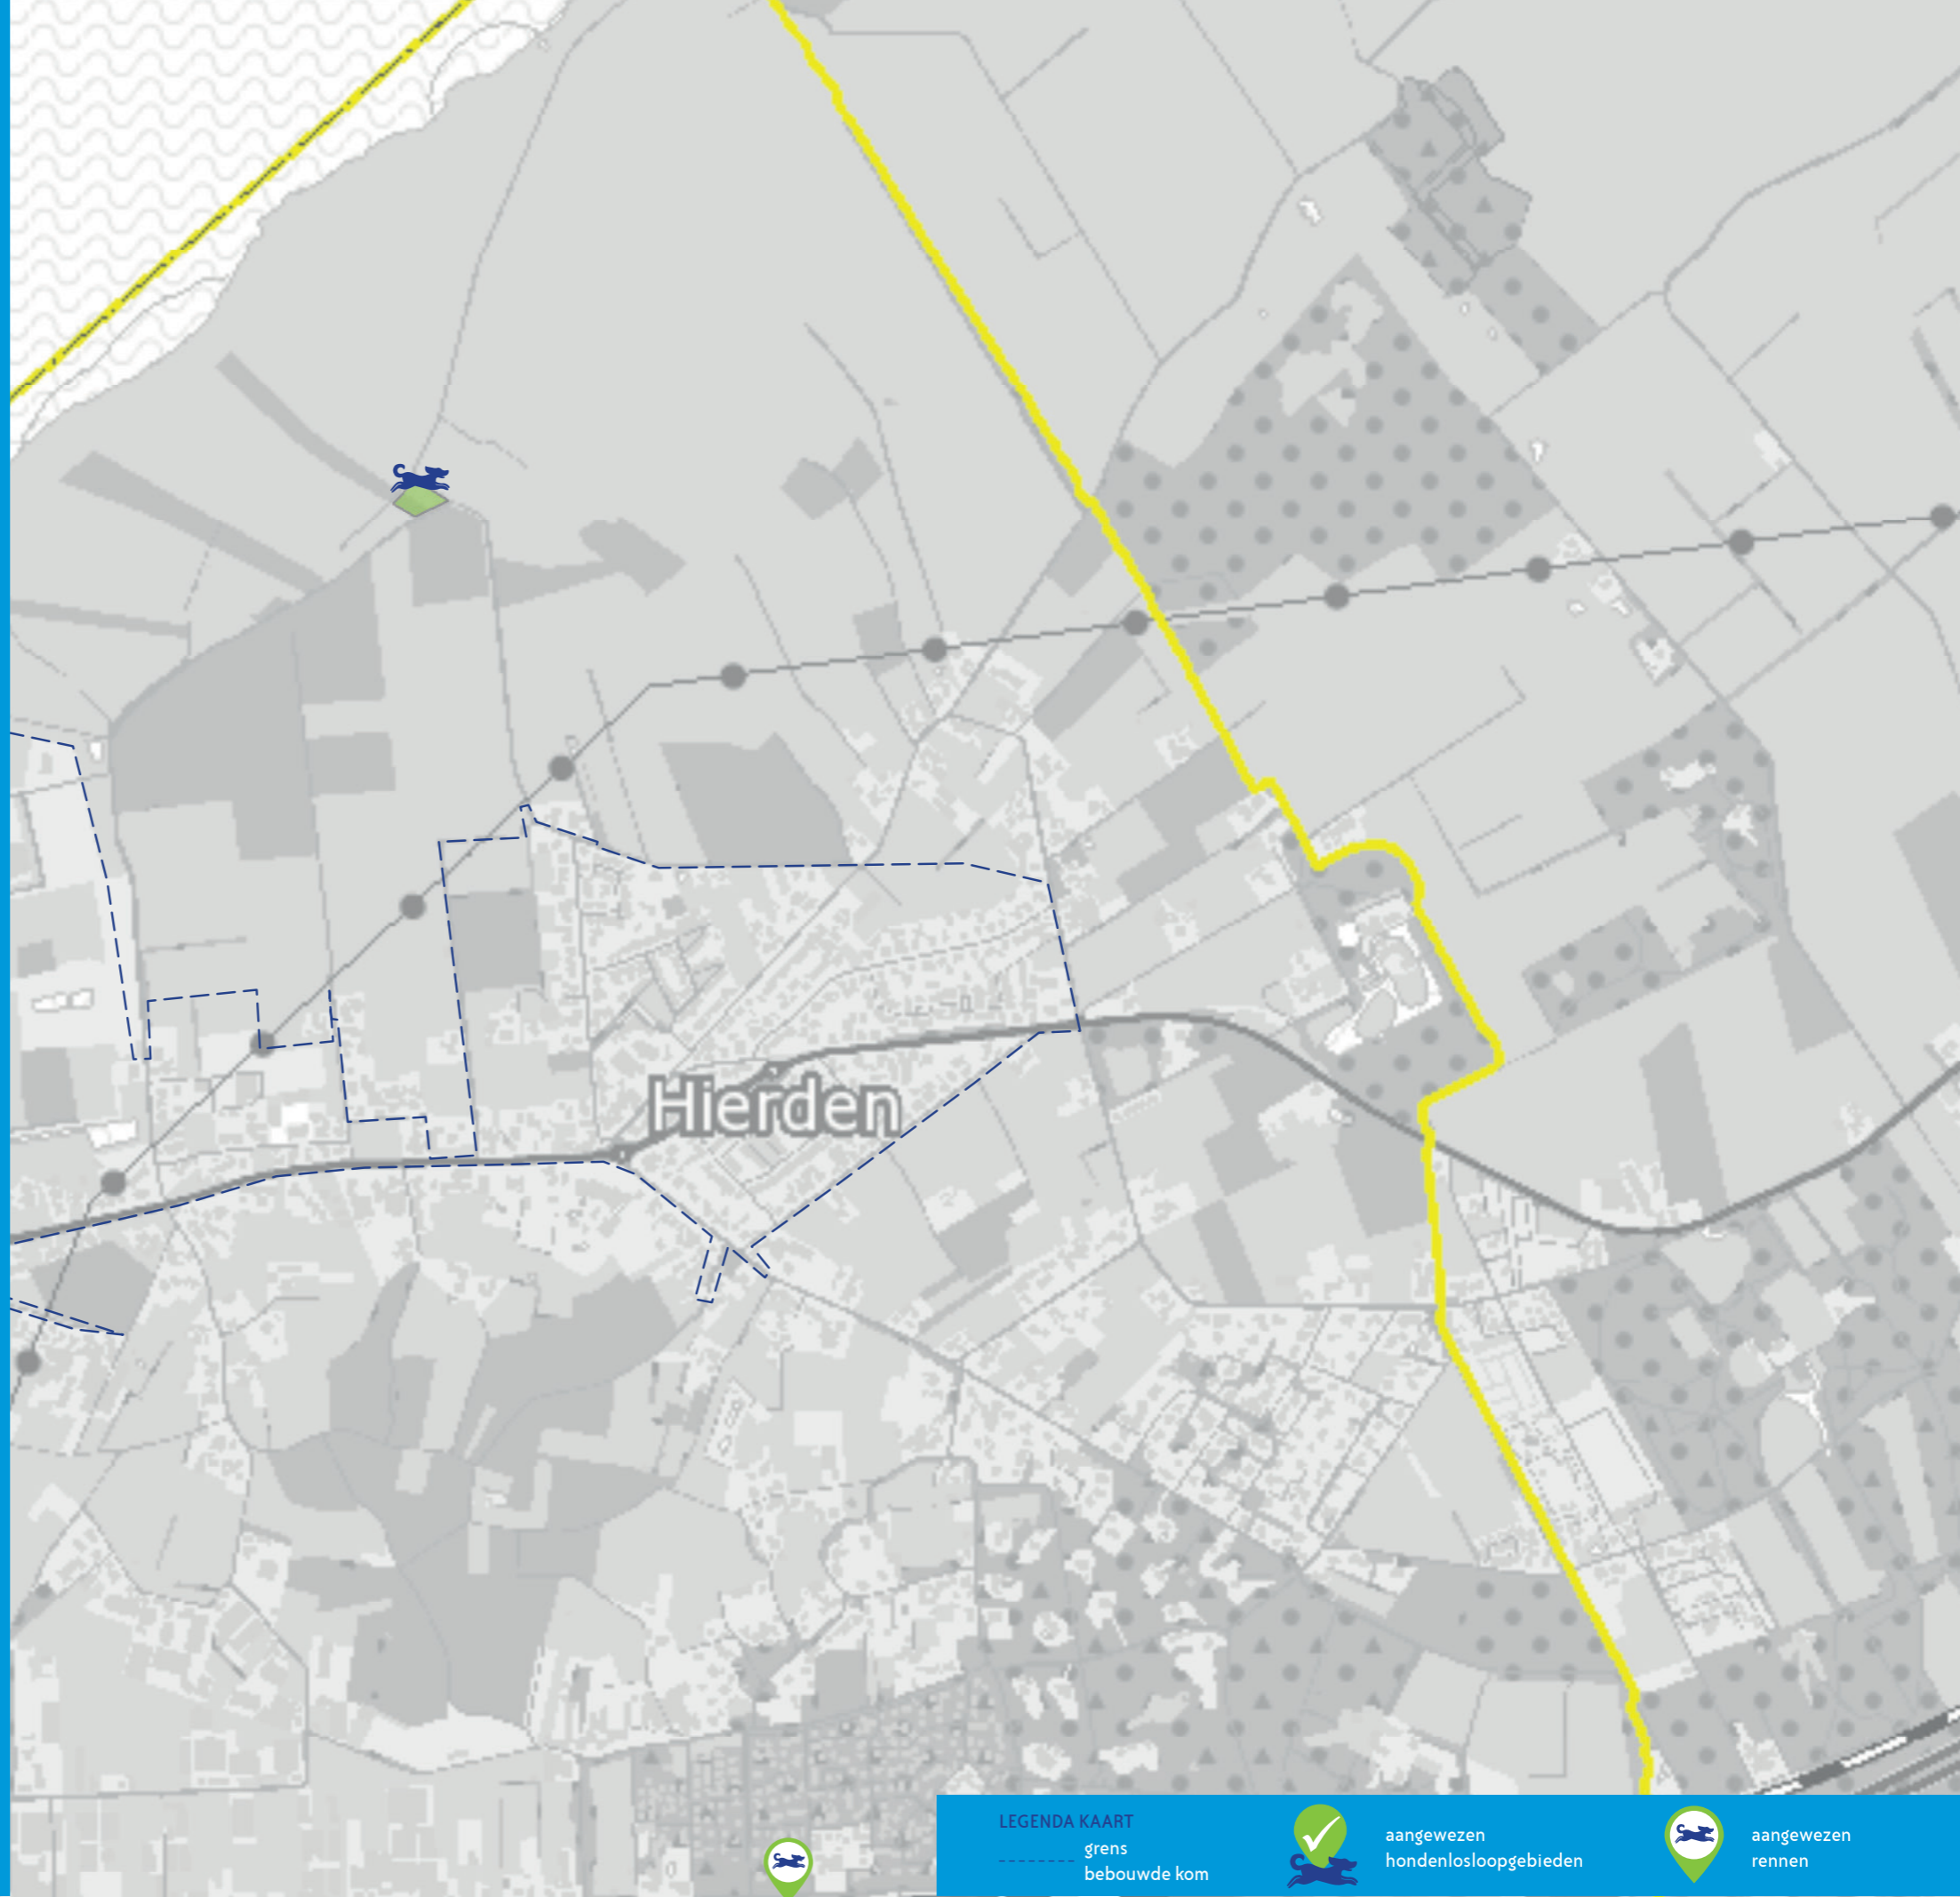 Hierden
LEGENDA KAART
grens
bebouwde kom
aangewezen
hondenlosloopgebieden
aangewezen
rennen